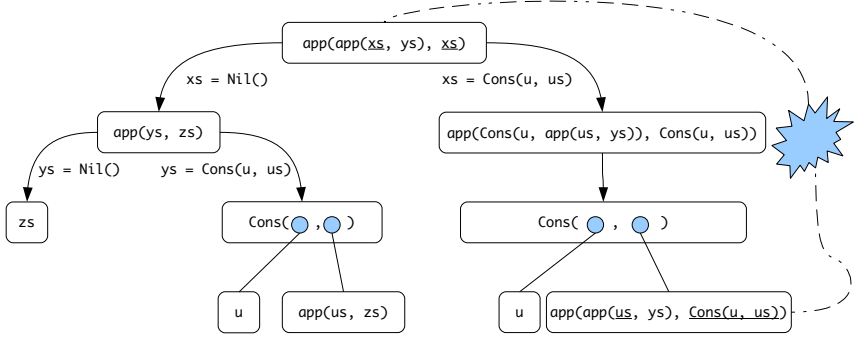 app(app(xs, ys), xs)
xs = Nil()
xs = Cons(u, us)
app(ys, zs)
app(Cons(u, app(us, ys)), Cons(u, us))
ys = Nil()
ys = Cons(u, us)
zs
Cons( , )
Cons( , )
u
app(us, zs)
u
app(app(us, ys), Cons(u, us))